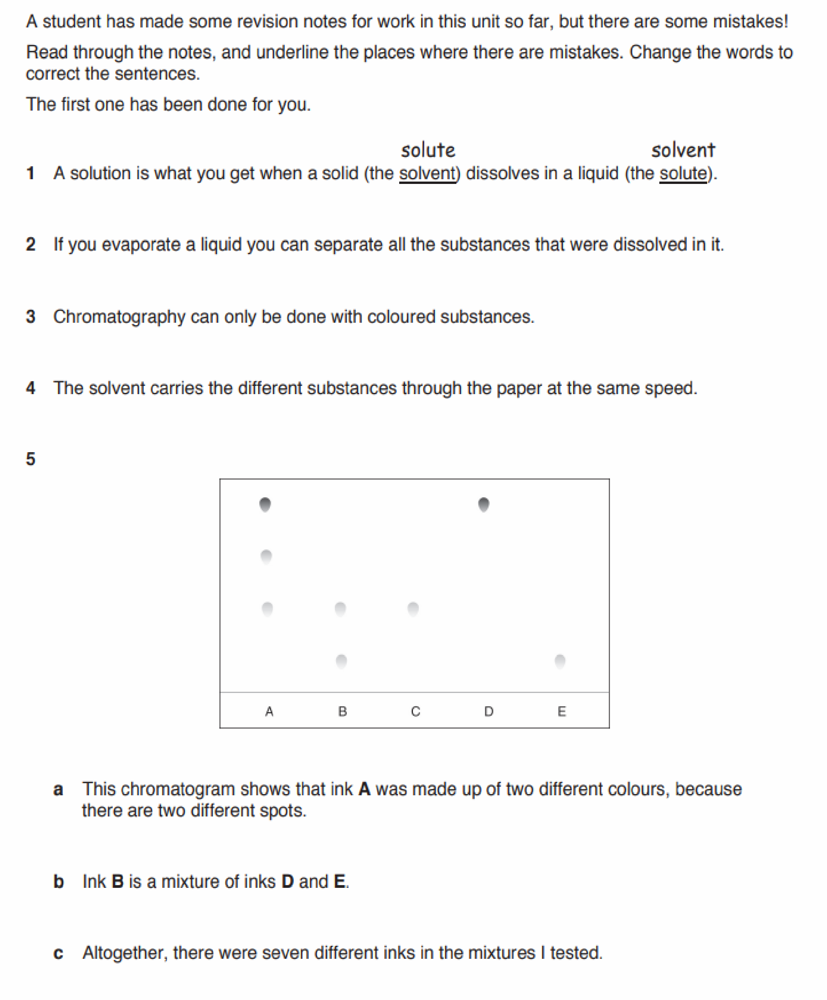 A student has made some revision notes for work in this unit so far, but there are some mistakes!
Read through the notes, and underline the places where there are mistakes. Change the words to
correct the sentences.
The first one has been done for you.
solute solvent
1 A solution is what you get when a solid (the solvent) dissolves in a liquid (the solute).
2 If you evaporate a liquid you can separate all the substances that were dissolved in it.
3 Chromatography can only be done with coloured substances.
4 The solvent carries the different substances through the paper at the same speed.
5
A B C D E
a This chromatogram shows that ink A was made up of two different colours, because
there are two different spots.
b Ink B is a mixture of inks D and E.
c Altogether, there were seven different inks in the mixtures I tested.